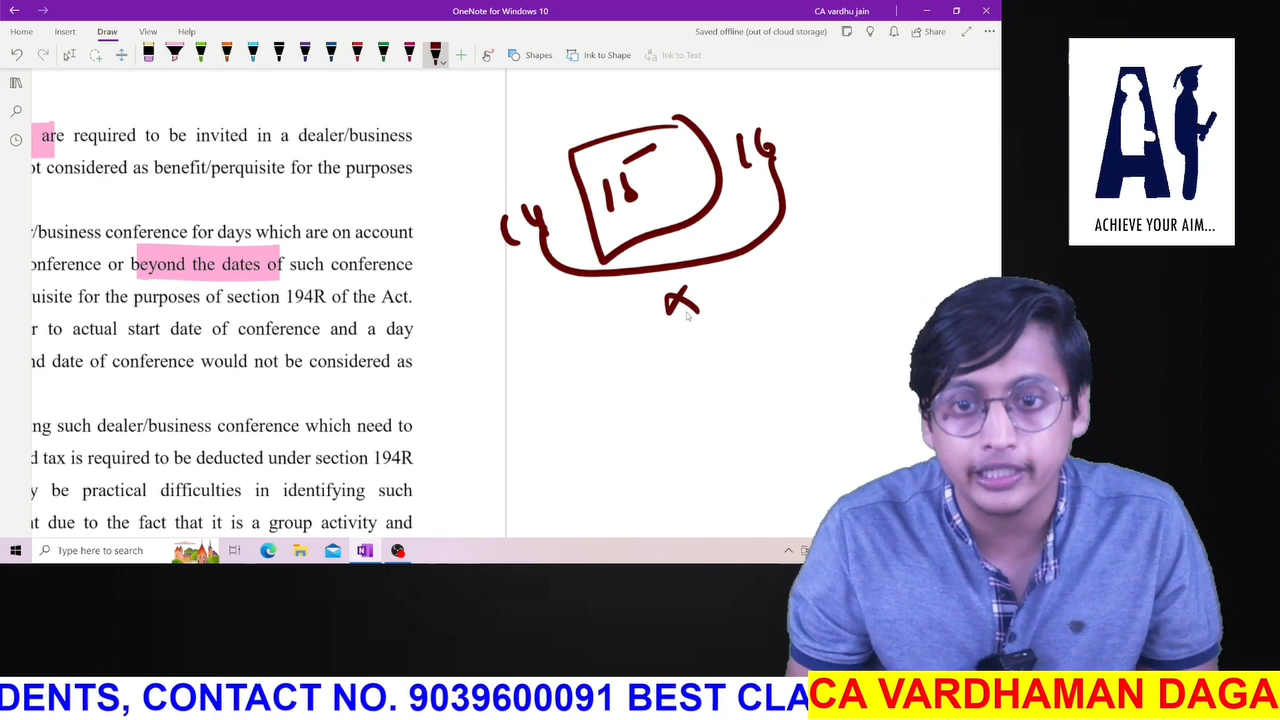 OneNote for Windows 10
CA vardhu jain
Home Insert Draw View Help
Saved offline (out of cloud storage)
Share
Shapes
Ink to Shape
Ink to Text
are required to be invited in a dealer/business
ot considered as benefit/perquisite for the purposes
r/business conference for days which are on account
onference or beyond the dates of such conference
uisite for the purposes of section 194R of the Act.
r to actual start date of conference and a day
nd date of conference would not be considered as
ing such dealer/business conference which need to
d tax is required to be deducted under section 194R
y be practical difficulties in identifying such
nt due to the fact that it is a group activity and
14 15 16
Type here to search
AI
ACHIEVE YOUR AIM...
DENTS, CONTACT NO. 9039600091 BEST CLA
CA VARDHAMAN DAGA